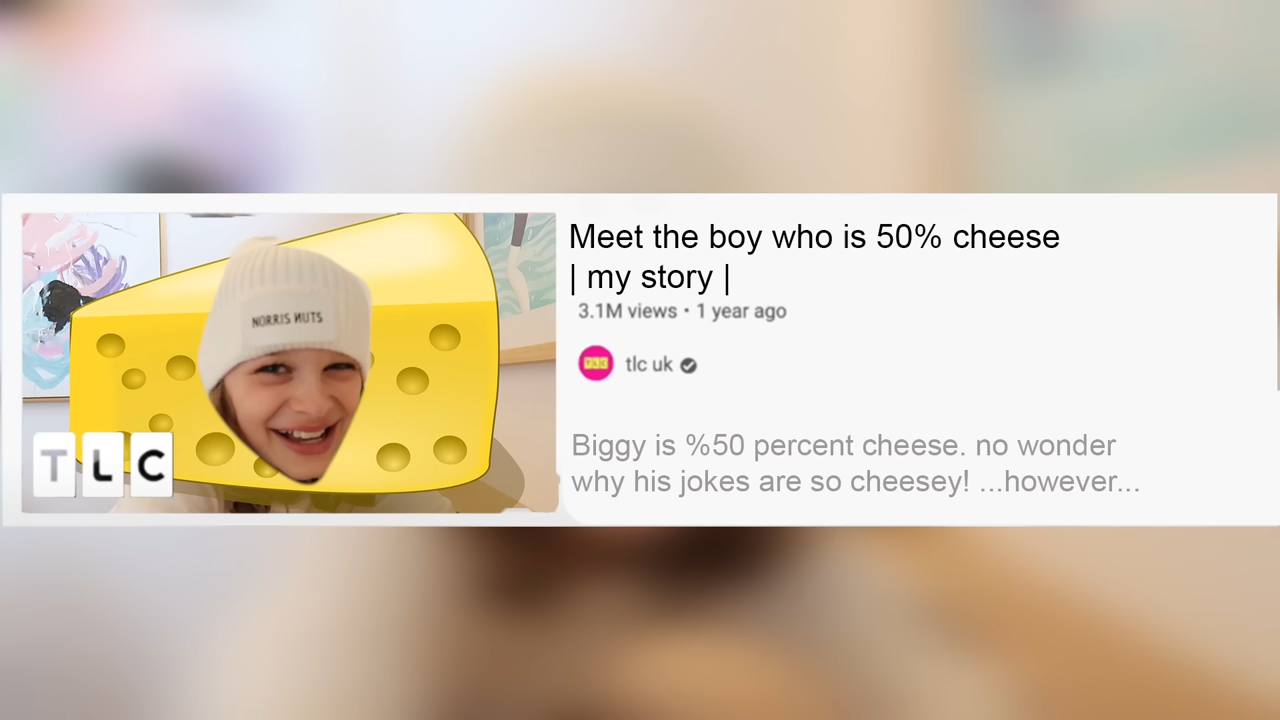 NORRIS NUTS
TLC
Meet the boy who is 50% cheese
| my story |
3.1M views • 1 year ago
tlc uk
Biggy is %50 percent cheese. no wonder
why his jokes are so cheesey! ...however...